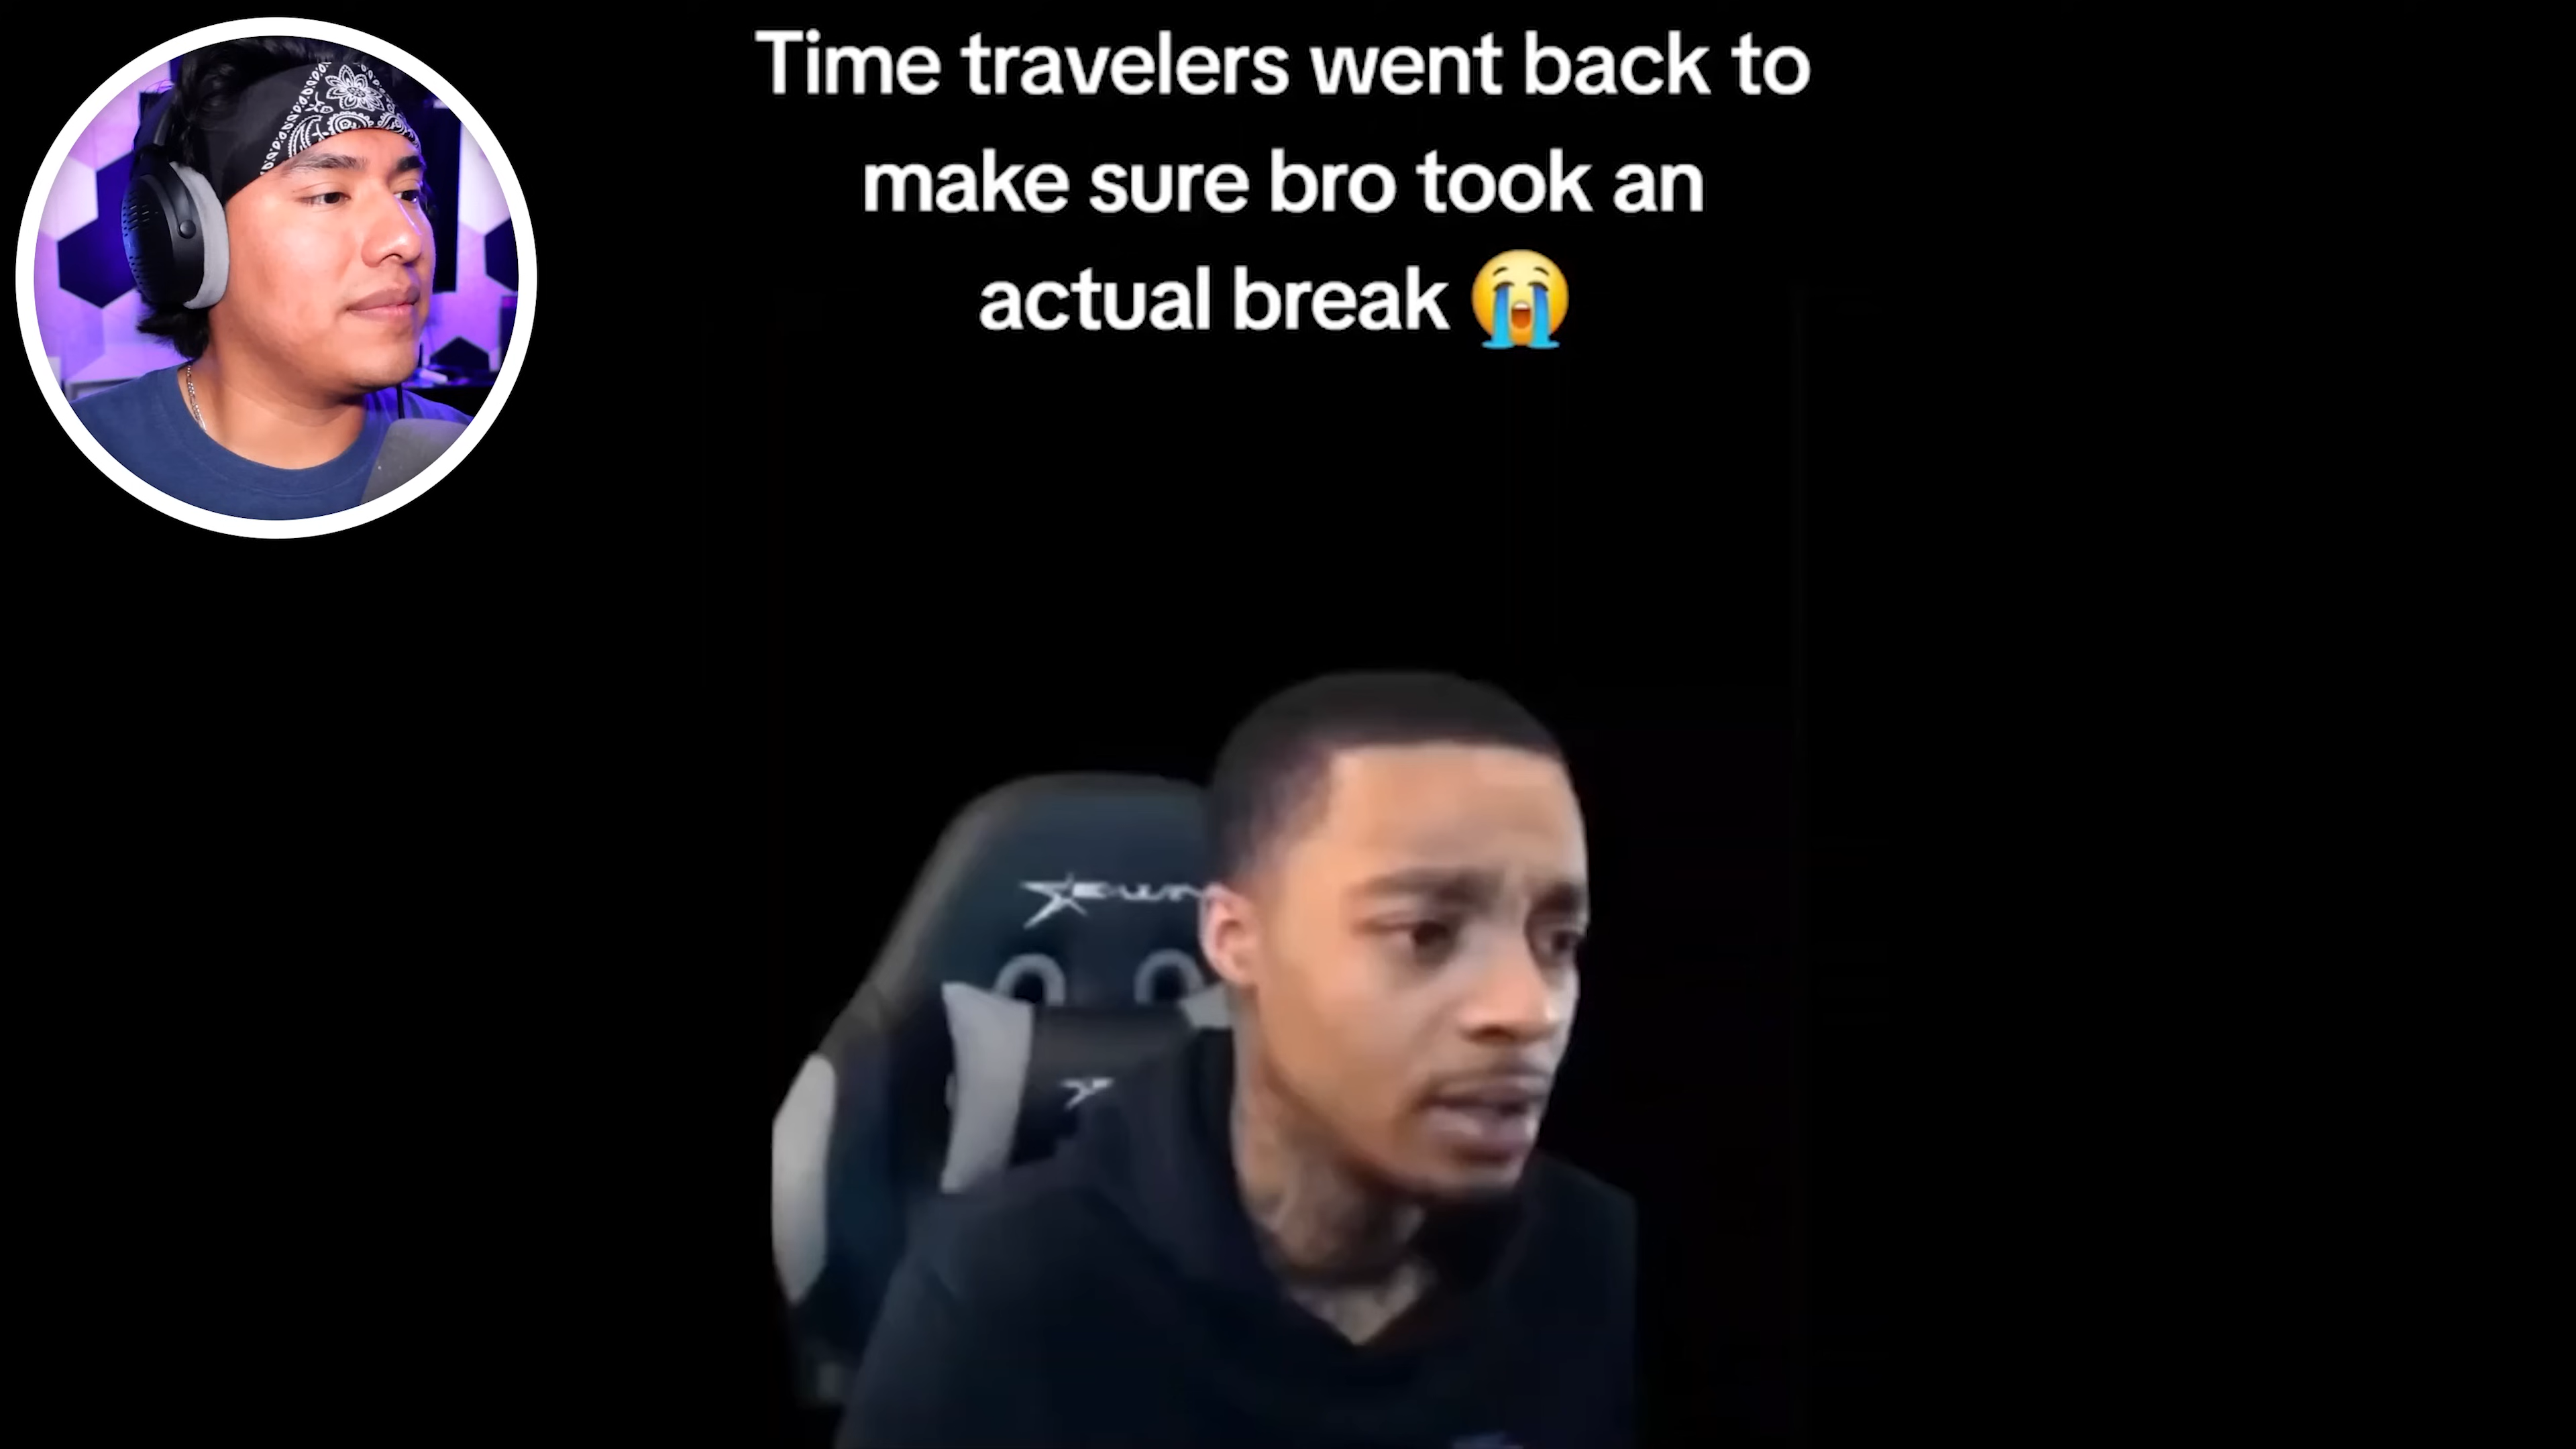 Time travelers went back to
make sure bro took an
actual break 😭